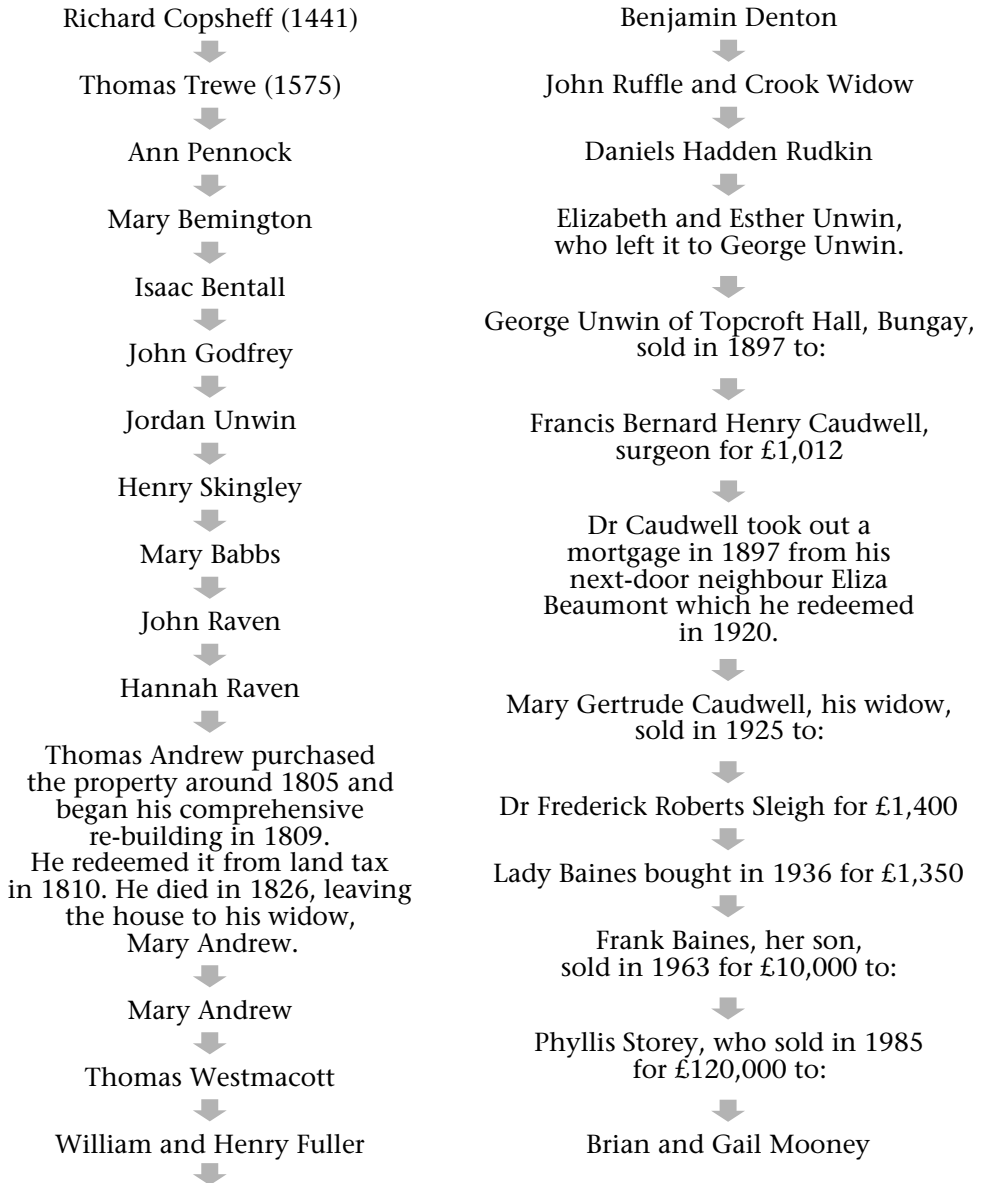 Richard Copsheff (1441)
Thomas Trewe (1575)
Ann Pennock
Mary Bemington
Isaac Bentall
John Godfrey
Jordan Unwin
Henry Skingley
Mary Babbs
John Raven
Hannah Raven
Thomas Andrew purchased
the property around 1805 and
began his comprehensive
re-building in 1809.
He redeemed it from land tax
in 1810. He died in 1826, leaving
the house to his widow,
Mary Andrew.
Mary Andrew
Thomas Westmacott
William and Henry Fuller
Benjamin Denton
John Ruffle and Crook Widow
Daniels Hadden Rudkin
Elizabeth and Esther Unwin,
who left it to George Unwin.
George Unwin of Topcroft Hall, Bungay,
sold in 1897 to:
Francis Bernard Henry Caudwell,
surgeon for £1,012
Dr Caudwell took out a
mortgage in 1897 from his
next-door neighbour Eliza
Beaumont which he redeemed
in 1920.
Mary Gertrude Caudwell, his widow,
sold in 1925 to:
Dr Frederick Roberts Sleigh for £1,400
Lady Baines bought in 1936 for £1,350
Frank Baines, her son,
sold in 1963 for £10,000 to:
Phyllis Storey, who sold in 1985
for £120,000 to:
Brian and Gail Mooney